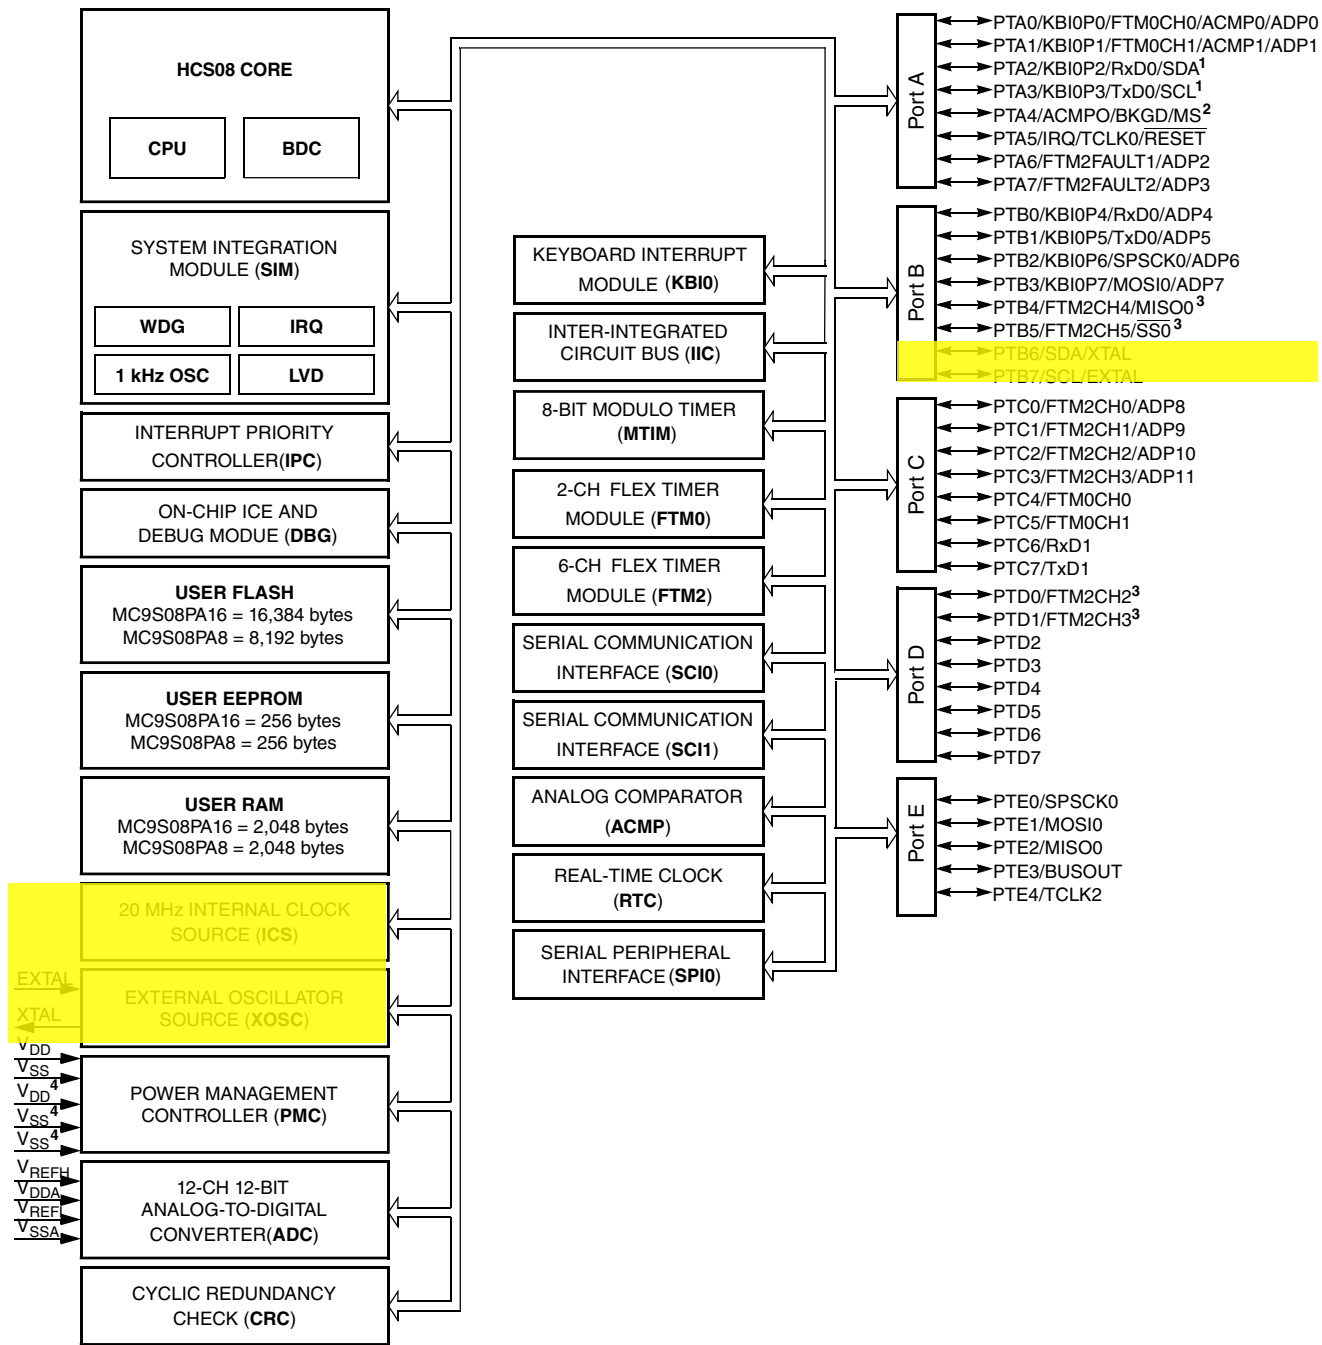 HCS08 CORE
CPU
BDC
SYSTEM INTEGRATION
MODULE (SIM)
WDG
IRQ
1 kHz OSC
LVD
INTERRUPT PRIORITY
CONTROLLER(IPC)
ON-CHIP ICE AND
DEBUG MODUE (DBG)
USER FLASH
MC9S08PA16 = 16,384 bytes
MC9S08PA8 = 8,192 bytes
USER EEPROM
MC9S08PA16 = 256 bytes
MC9S08PA8 = 256 bytes
USER RAM
MC9S08PA16 = 2,048 bytes
MC9S08PA8 = 2,048 bytes
20 MHz INTERNAL CLOCK
SOURCE (ICS)
EXTAL
XTAL
EXTERNAL OSCILLATOR
SOURCE (XOSC)
VDD
VSS
VDD4
VSS4
VSS4
POWER MANAGEMENT
CONTROLLER (PMC)
VREFH
VDDA
VREFL
VSSA
12-CH 12-BIT
ANALOG-TO-DIGITAL
CONVERTER(ADC)
CYCLIC REDUNDANCY
CHECK (CRC)
KEYBOARD INTERRUPT
MODULE (KBI0)
INTER-INTEGRATED
CIRCUIT BUS (IIC)
8-BIT MODULO TIMER
(MTIM)
2-CH FLEX TIMER
MODULE (FTM0)
6-CH FLEX TIMER
MODULE (FTM2)
SERIAL COMMUNICATION
INTERFACE (SCI0)
SERIAL COMMUNICATION
INTERFACE (SCI1)
ANALOG COMPARATOR
(ACMP)
REAL-TIME CLOCK
(RTC)
SERIAL PERIPHERAL
INTERFACE (SPI0)
Port A
PTA0/KBI0P0/FTM0CH0/ACMP0/ADP0
PTA1/KBI0P1/FTM0CH1/ACMP1/ADP1
PTA2/KBI0P2/RxD0/SDA1
PTA3/KBI0P3/TxD0/SCL1
PTA4/ACMPO/BKGD/MS2
PTA5/IRQ/TCLK0/RESET
PTA6/FTM2FAULT1/ADP2
PTA7/FTM2FAULT2/ADP3
Port B
PTB0/KBI0P4/RxD0/ADP4
PTB1/KBI0P5/TxD0/ADP5
PTB2/KBI0P6/SPSCK0/ADP6
PTB3/KBI0P7/MOSI0/ADP7
PTB4/FTM2CH4/MISO03
PTB5/FTM2CH5/SS03
PTB6/SDA/XTAL
PTB7/SCL/EXTAL
Port C
PTC0/FTM2CH0/ADP8
PTC1/FTM2CH1/ADP9
PTC2/FTM2CH2/ADP10
PTC3/FTM2CH3/ADP11
PTC4/FTM0CH0
PTC5/FTM0CH1
PTC6/RxD1
PTC7/TxD1
Port D
PTD0/FTM2CH23
PTD1/FTM2CH33
PTD2
PTD3
PTD4
PTD5
PTD6
PTD7
Port E
PTE0/SPSCK0
PTE1/MOSI0
PTE2/MISO0
PTE3/BUSOUT
PTE4/TCLK2